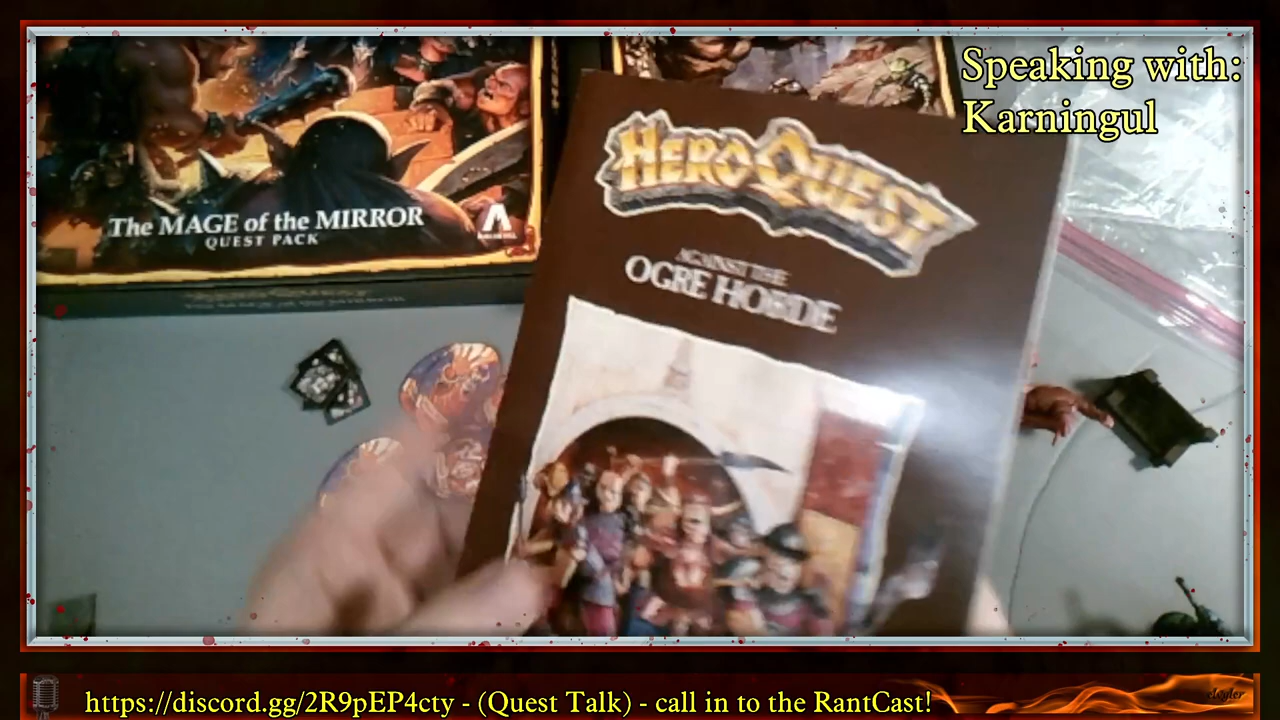 Speaking with:
Karningul
HEROQUEST
AGAINST THE
OGRE HORDE
The MAGE of the MIRROR
QUEST PACK
https://discord.gg/2R9pEP4cty - (Quest Talk) - call in to the RantCast!